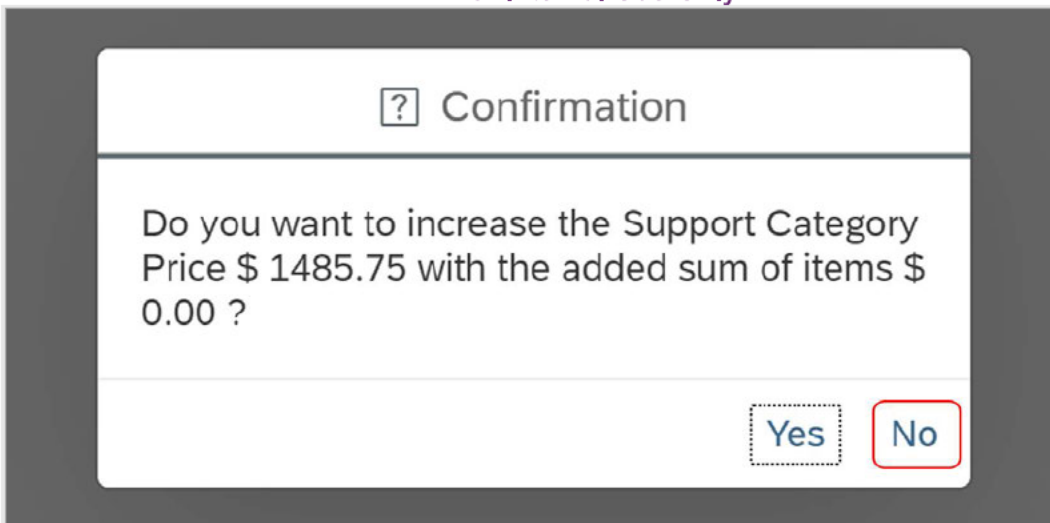 Confirmation
Do you want to increase the Support Category
Price $ 1485.75 with the added sum of items $
0.00 ?
Yes No